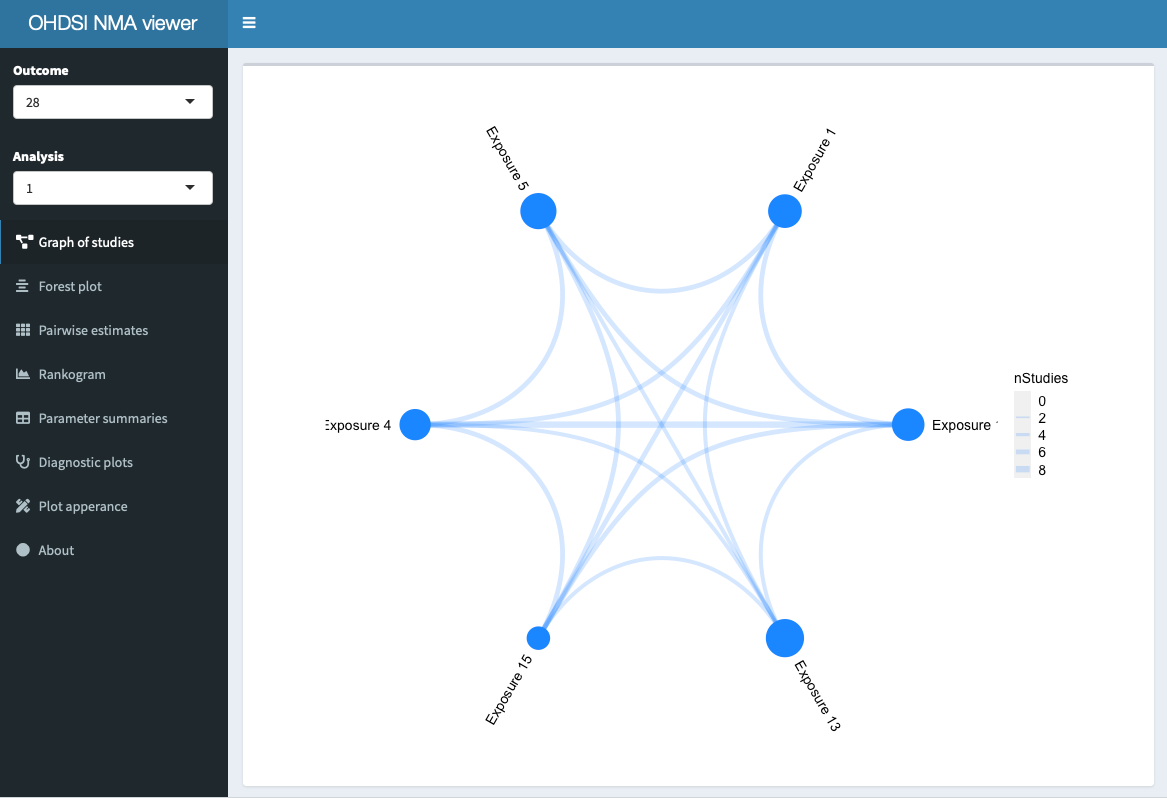 OHDSI NMA viewer
Outcome
28
Analysis
1
Graph of studies
Forest plot
Pairwise estimates
Rankogram
Parameter summaries
Diagnostic plots
Plot apperance
About
Exposure 5
Exposure 1
Exposure 4
Exposure
Exposure 15
Exposure 13
nStudies
0
2
4
6
8